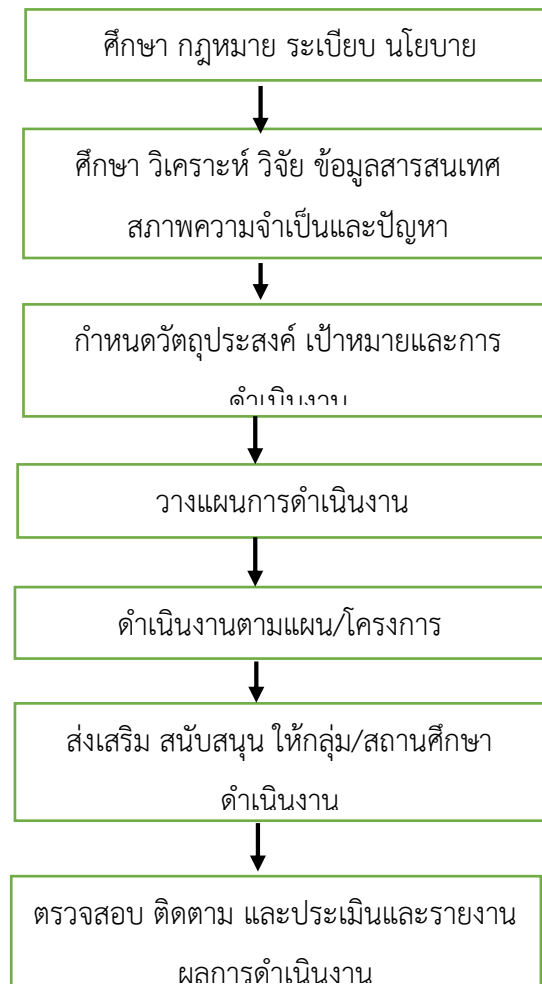 ศึกษา กฎหมาย ระเบียบ นโยบาย
ศึกษา วิเคราะห์ วิจัย ข้อมูลสารสนเทศ
สภาพความจำเป็นและปัญหา
กำหนดวัตถุประสงค์ เป้าหมายและการ
ดำเนินงาน
วางแผนการดำเนินงาน
ดำเนินงานตามแผน/โครงการ
ส่งเสริม สนับสนุน ให้กลุ่ม/สถานศึกษา
ดำเนินงาน
ตรวจสอบ ติดตาม และประเมินและรายงาน
ผลการดำเนินงาน